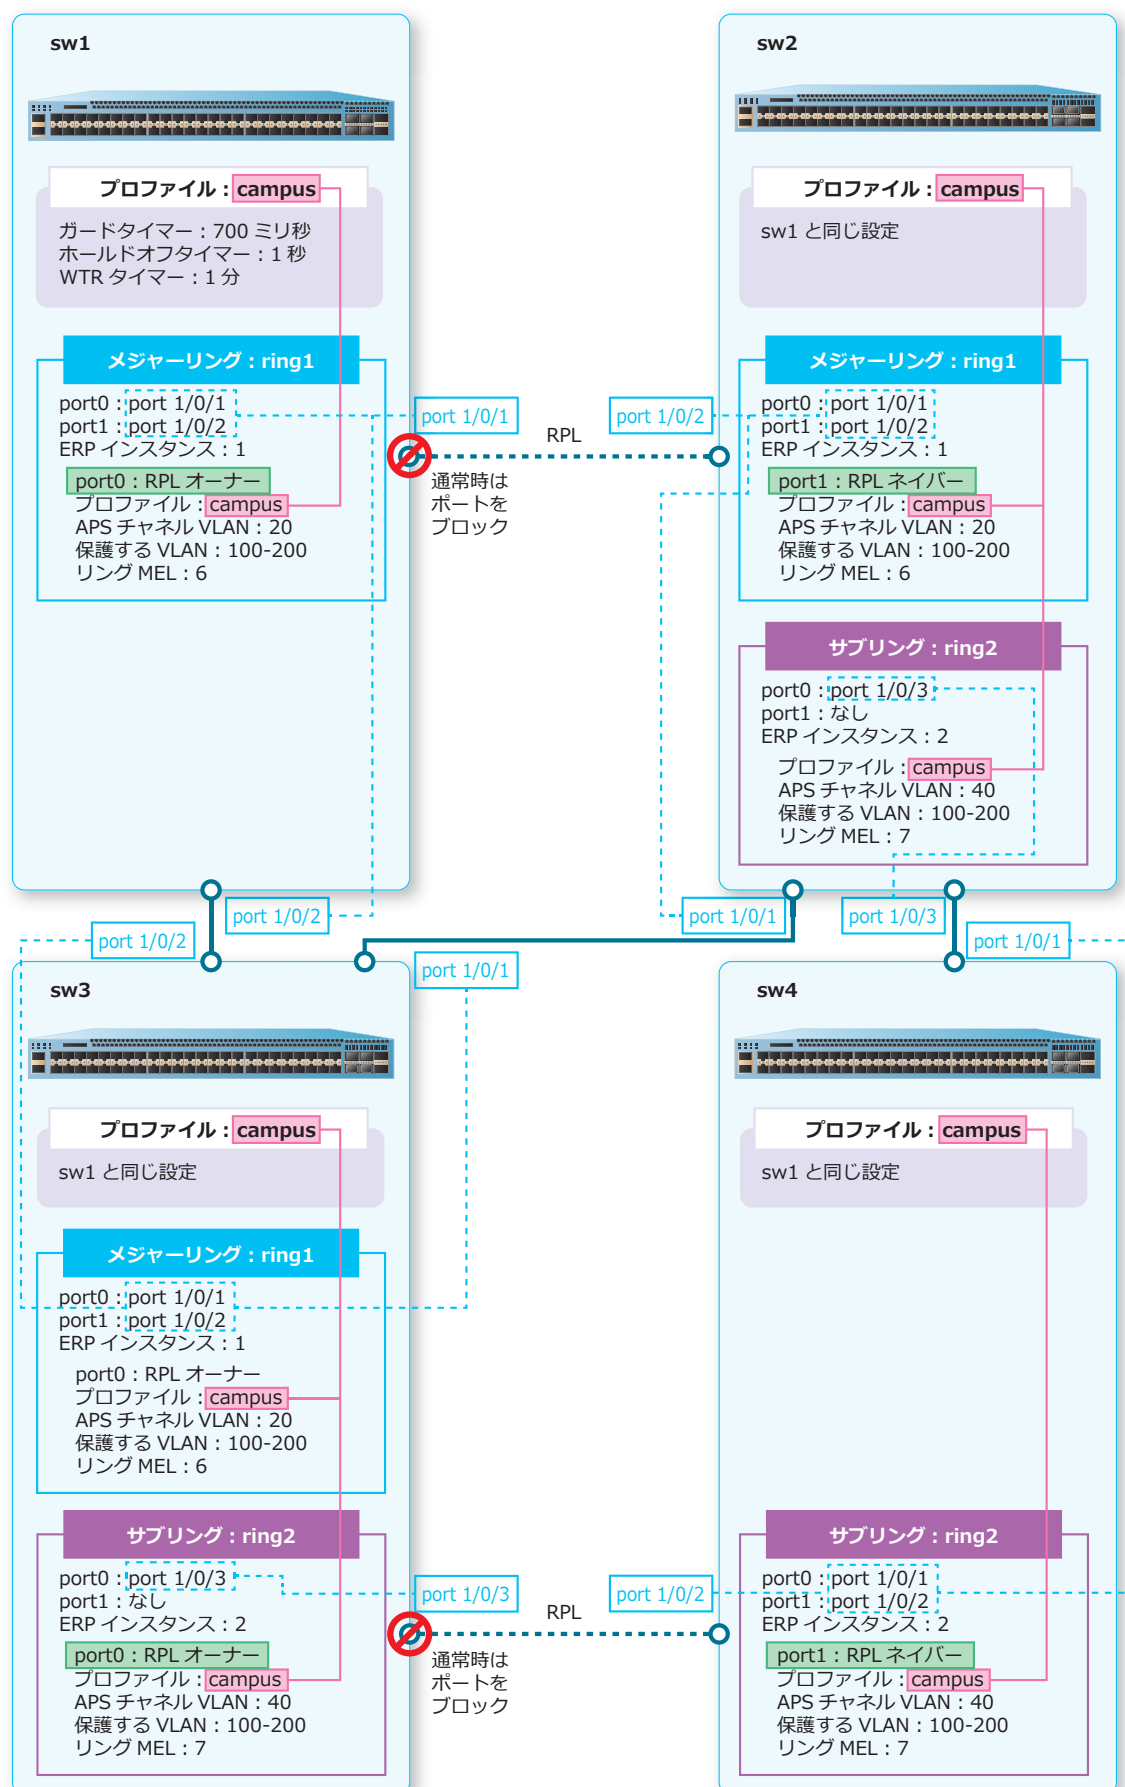 sw1
プロファイル：campus
ガードタイマー：700 ミリ秒
ホールドオフタイマー：1 秒
WTR タイマー：1 分
メジャーリング：ring1
port0：port 1/0/1
port1：port 1/0/2
ERP インスタンス：1
port0：RPL オーナー
プロファイル：campus
APS チャネル VLAN：20
保護する VLAN：100-200
リング MEL：6
port 1/0/1
RPL
port 1/0/2
通常時は
ポートを
ブロック
sw2
プロファイル：campus
sw1 と同じ設定
メジャーリング：ring1
port0：port 1/0/1
port1：port 1/0/2
ERP インスタンス：1
port1：RPL ネイバー
プロファイル：campus
APS チャネル VLAN：20
保護する VLAN：100-200
リング MEL：6
サブリング：ring2
port0：port 1/0/3
port1：なし
ERP インスタンス：2
プロファイル：campus
APS チャネル VLAN：40
保護する VLAN：100-200
リング MEL：7
port 1/0/2
port 1/0/2
port 1/0/1
port 1/0/3
port 1/0/1
port 1/0/1
sw3
プロファイル：campus
sw1 と同じ設定
メジャーリング：ring1
port0：port 1/0/1
port1：port 1/0/2
ERP インスタンス：1
port0：RPL オーナー
プロファイル：campus
APS チャネル VLAN：20
保護する VLAN：100-200
リング MEL：6
サブリング：ring2
port0：port 1/0/3
port1：なし
ERP インスタンス：2
port0：RPL オーナー
プロファイル：campus
APS チャネル VLAN：40
保護する VLAN：100-200
リング MEL：7
port 1/0/3
RPL
port 1/0/2
通常時は
ポートを
ブロック
sw4
プロファイル：campus
sw1 と同じ設定
サブリング：ring2
port0：port 1/0/1
port1：port 1/0/2
ERP インスタンス：2
port1：RPL ネイバー
プロファイル：campus
APS チャネル VLAN：40
保護する VLAN：100-200
リング MEL：7